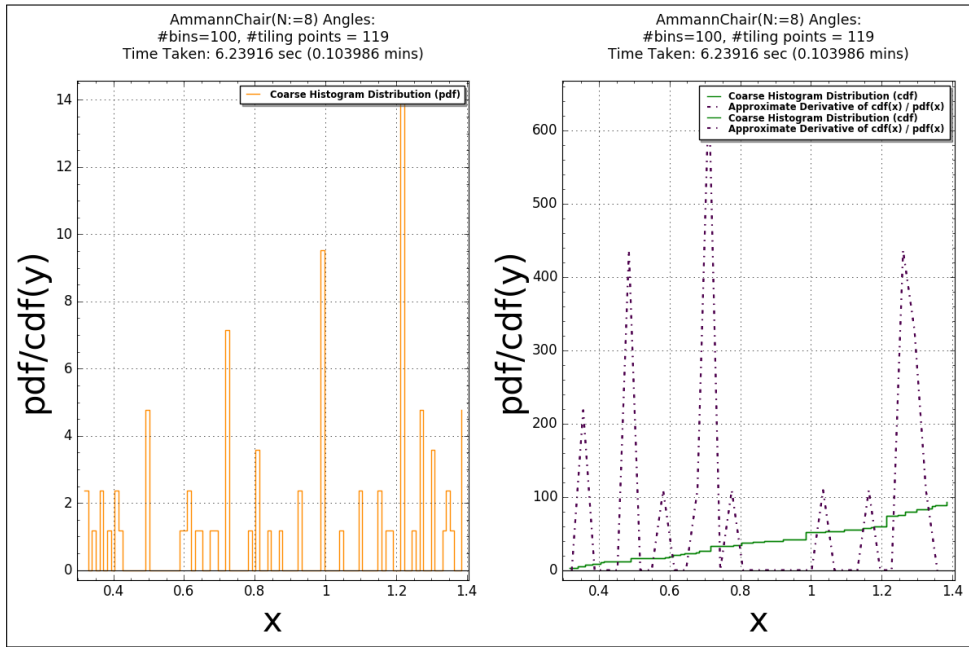 AmmannChair(N:=8) Angles:
#bins=100, #tiling points = 119
Time Taken: 6.23916 sec (0.103986 mins)
Coarse Histogram Distribution (pdf)
14
12
10
8
6
4
2
0
pdf/cdf(y)
0.4
0.6
0.8
1
1.2
1.4
x
AmmannChair(N:=8) Angles:
#bins=100, #tiling points = 119
Time Taken: 6.23916 sec (0.103986 mins)
Coarse Histogram Distribution (cdf)
Approximate Derivative of cdf(x) / pdf(x)
Coarse Histogram Distribution (cdf)
Approximate Derivative of cdf(x) / pdf(x)
600
500
400
300
200
100
0
pdf/cdf(y)
0.4
0.6
0.8
1
1.2
1.4
x